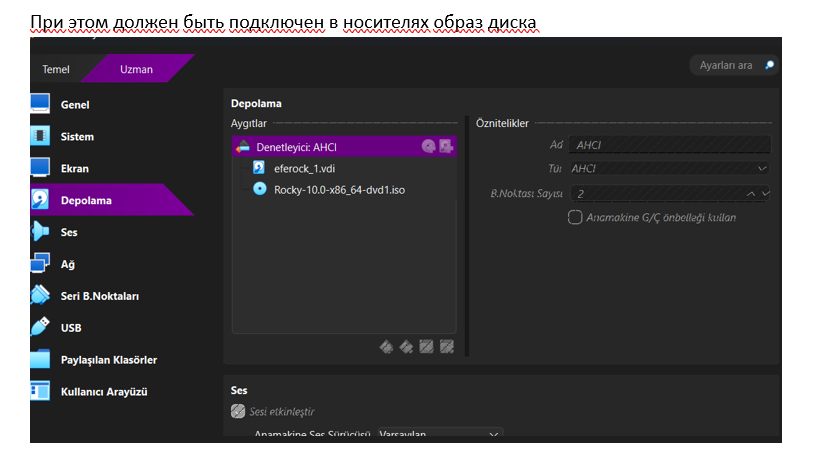 При этом должен быть подключен в носителях образ диска
Temel
Uzman
Ayarları ara
Genel
Sistem
Ekran
Depolama
Ses
Ağ
Seri B.Noktaları
USB
Paylaşılan Klasörler
Kullanıcı Arayüzü
Depolama
Aygıtlar
Denetleyici: AHCI
eferock_1.vdi
Rocky-10.0-x86_64-dvd1.iso
Öznitelikler
Ad AHCI
Tür AHCI
B.Noktası Sayısı 2
Anamakine G/Ç önbelleği kullan
Ses
Sesi etkinleştir
Anamakine Ses Sürücüsü Varsayılan